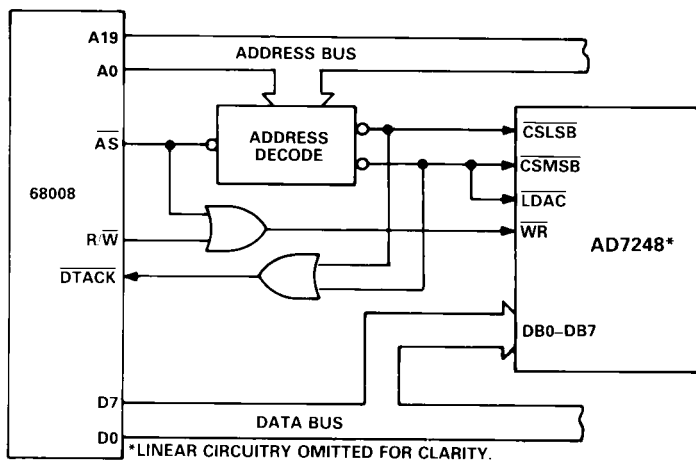 A19
ADDRESS BUS
A0
ADDRESS DECODE
AS
CSLSB
CSMSB
LDAC
68008
R/W
WR
AD7248*
DTACK
DB0–DB7
D7
DATA BUS
D0
*LINEAR CIRCUITRY OMITTED FOR CLARITY.